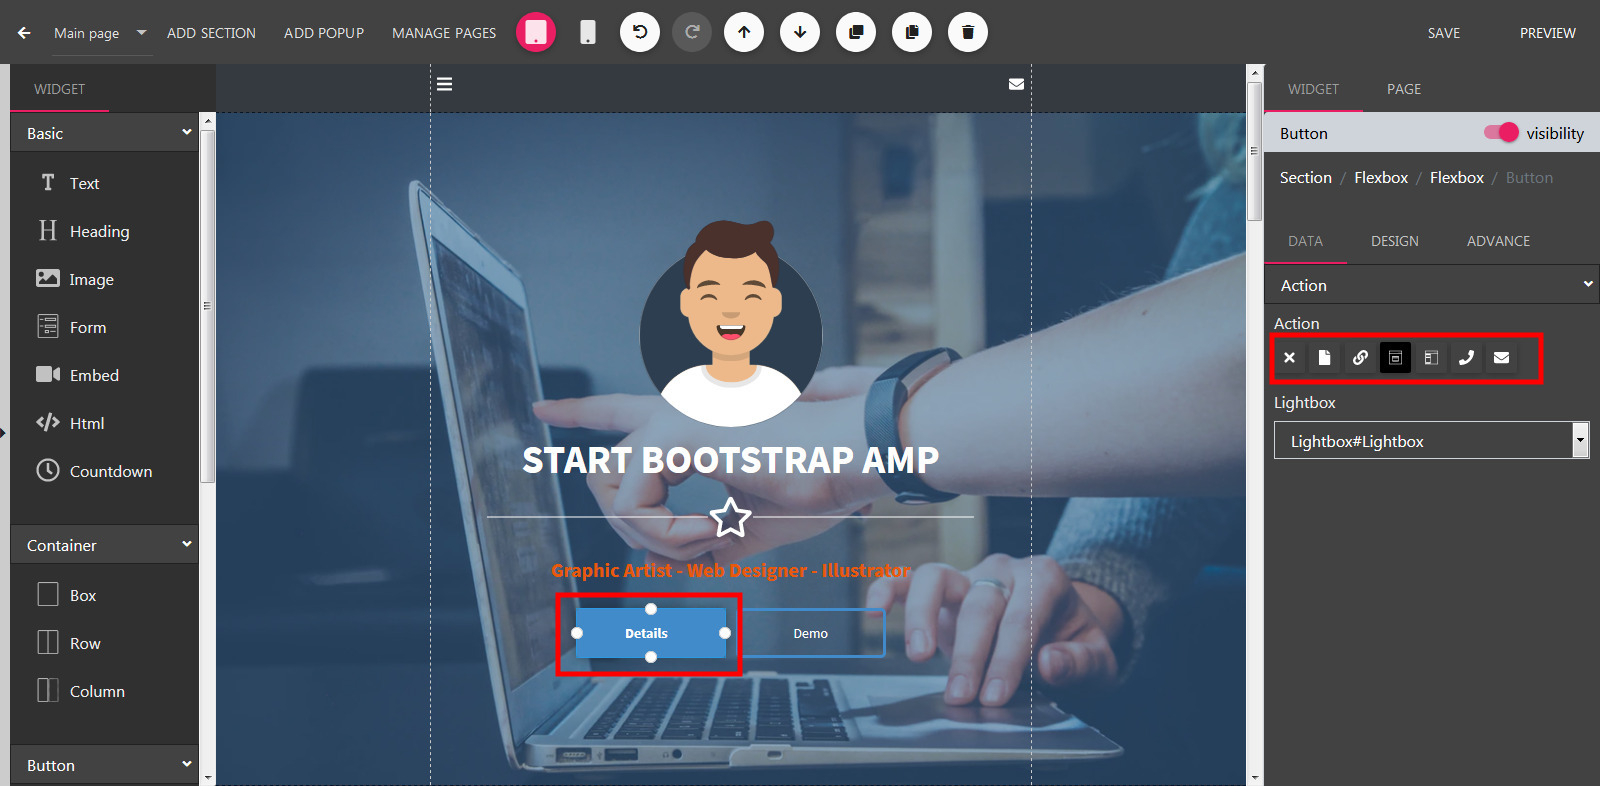 Main page
ADD SECTION
ADD POPUP
MANAGE PAGES
SAVE
PREVIEW
WIDGET
Basic
Text
Heading
Image
Form
Embed
Html
Countdown
Container
Box
Row
Column
Button
START BOOTSTRAP AMP
Graphic Artist - Web Designer - Illustrator
Details
Demo
WIDGET
PAGE
Button
visibility
Section / Flexbox / Flexbox / Button
DATA
DESIGN
ADVANCE
Action
Action
Lightbox
Lightbox#Lightbox